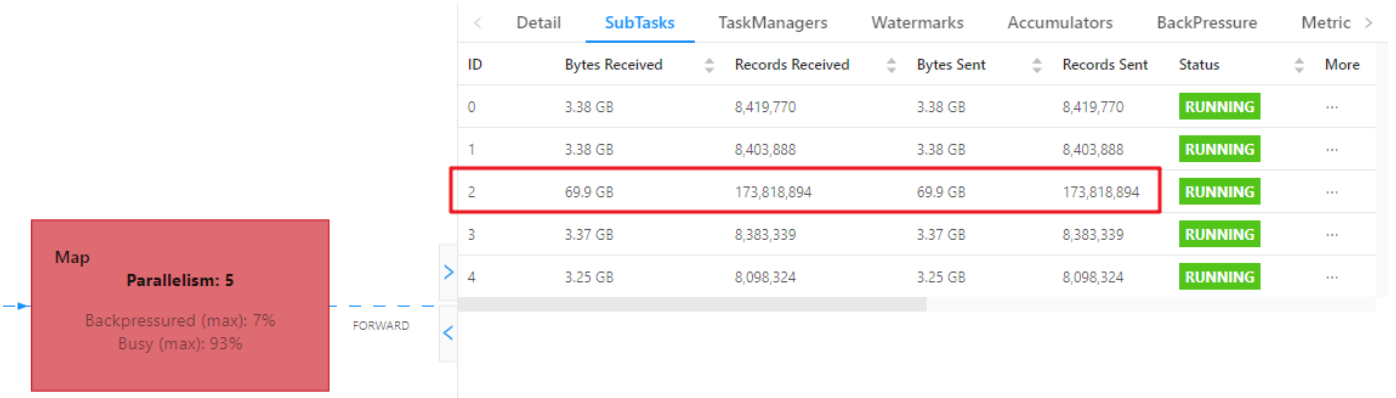 Detail SubTasks TaskManagers Watermarks Accumulators BackPressure Metric
ID Bytes Received Records Received Bytes Sent Records Sent Status More
0 3.38 GB 8,419,770 3.38 GB 8,419,770 RUNNING ...
1 3.38 GB 8,403,888 3.38 GB 8,403,888 RUNNING ...
2 69.9 GB 173,818,894 69.9 GB 173,818,894 RUNNING ...
3 3.37 GB 8,383,339 3.37 GB 8,383,339 RUNNING ...
4 3.25 GB 8,098,324 3.25 GB 8,098,324 RUNNING ...
Map
Parallelism: 5
Backpressured (max): 7%
Busy (max): 93%
FORWARD